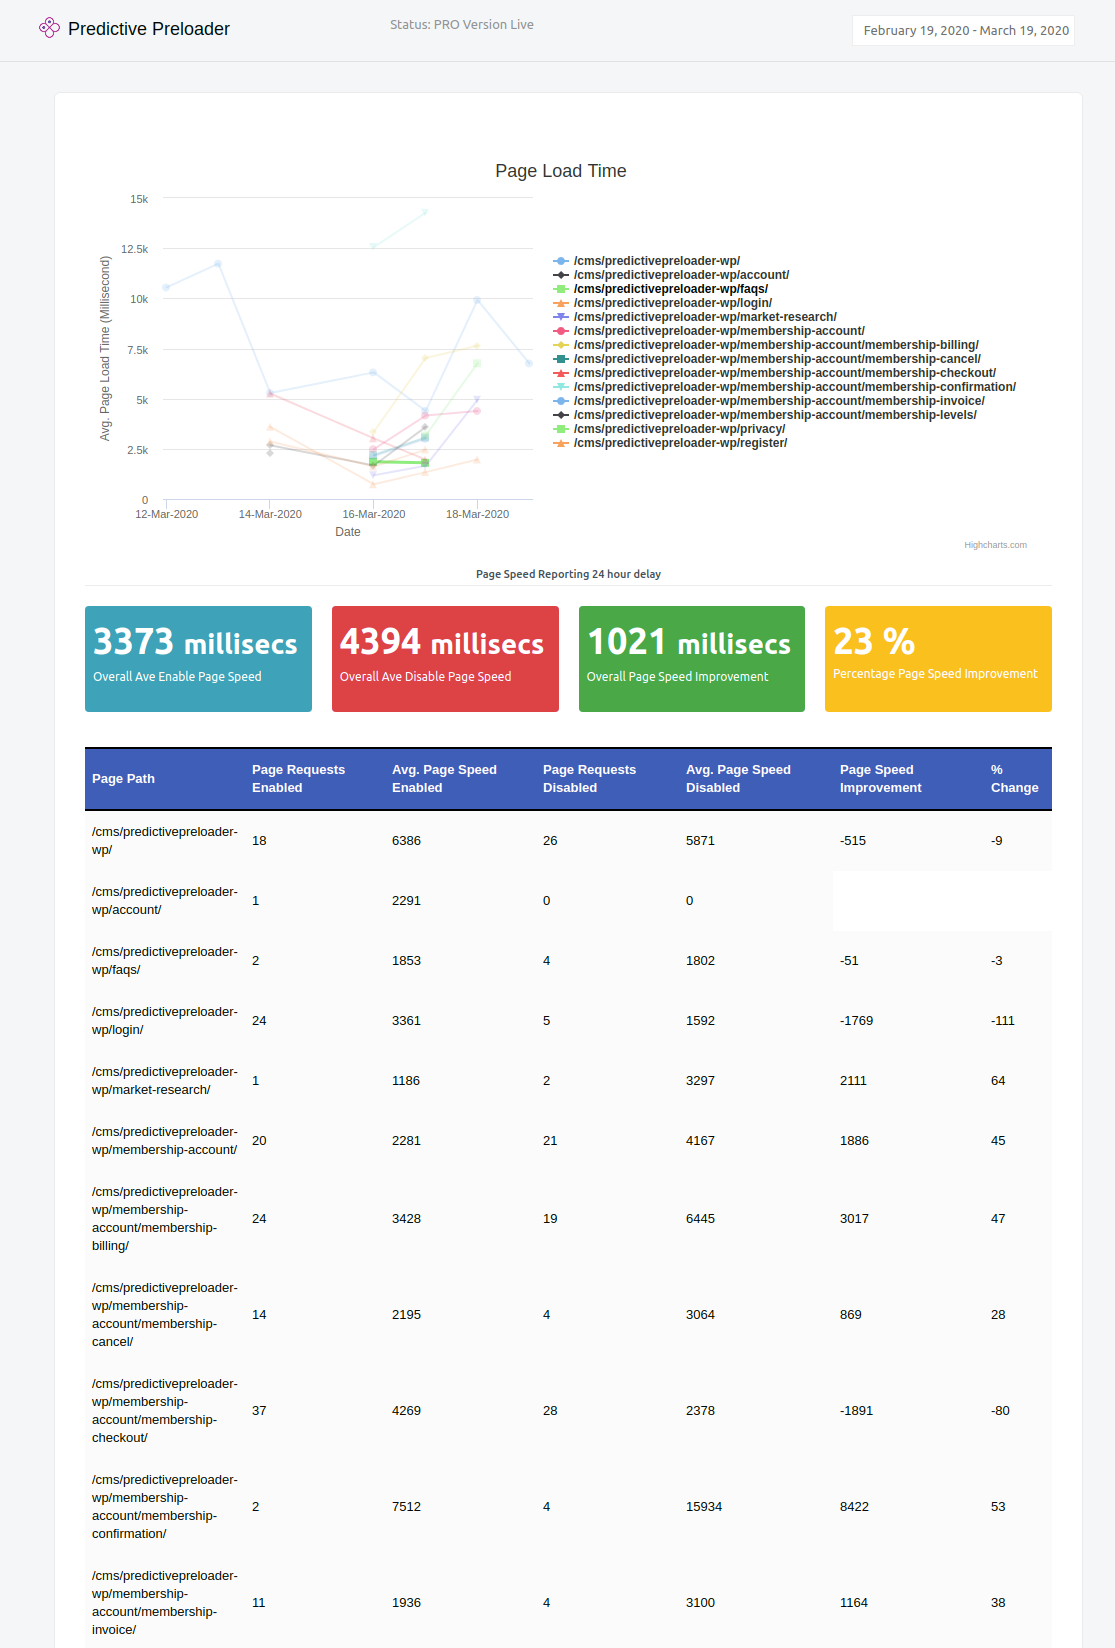 Predictive Preloader
Status: PRO Version Live
February 19, 2020 - March 19, 2020
Page Load Time
Avg. Page Load Time (Millisecond)
15k
12.5k
10k
7.5k
5k
2.5k
0
12-Mar-2020
14-Mar-2020
16-Mar-2020
18-Mar-2020
Date
/cms/predictivepreloader-wp/
/cms/predictivepreloader-wp/account/
/cms/predictivepreloader-wp/faqs/
/cms/predictivepreloader-wp/login/
/cms/predictivepreloader-wp/market-research/
/cms/predictivepreloader-wp/membership-account/
/cms/predictivepreloader-wp/membership-account/membership-billing/
/cms/predictivepreloader-wp/membership-account/membership-cancel/
/cms/predictivepreloader-wp/membership-account/membership-checkout/
/cms/predictivepreloader-wp/membership-account/membership-confirmation/
/cms/predictivepreloader-wp/membership-account/membership-invoice/
/cms/predictivepreloader-wp/membership-account/membership-levels/
/cms/predictivepreloader-wp/privacy/
/cms/predictivepreloader-wp/register/
Highcharts.com
Page Speed Reporting 24 hour delay
3373 millisecs
Overall Ave Enable Page Speed
4394 millisecs
Overall Ave Disable Page Speed
1021 millisecs
Overall Page Speed Improvement
23 %
Percentage Page Speed Improvement
Page Path
Page Requests
Enabled
Avg. Page Speed
Enabled
Page Requests
Disabled
Avg. Page Speed
Disabled
Page Speed
Improvement
%
Change
/cms/predictivepreloader-
wp/
18 6386 26 5871 -515 -9
/cms/predictivepreloader-
wp/account/
1 2291 0 0
/cms/predictivepreloader-
wp/faqs/
2 1853 4 1802 -51 -3
/cms/predictivepreloader-
wp/login/
24 3361 5 1592 -1769 -111
/cms/predictivepreloader-
wp/market-research/
1 1186 2 3297 2111 64
/cms/predictivepreloader-
wp/membership-account/
20 2281 21 4167 1886 45
/cms/predictivepreloader-
wp/membership-
account/membership-
billing/
24 3428 19 6445 3017 47
/cms/predictivepreloader-
wp/membership-
account/membership-
cancel/
14 2195 4 3064 869 28
/cms/predictivepreloader-
wp/membership-
account/membership-
checkout/
37 4269 28 2378 -1891 -80
/cms/predictivepreloader-
wp/membership-
account/membership-
confirmation/
2 7512 4 15934 8422 53
/cms/predictivepreloader-
wp/membership-
account/membership-
invoice/
11 1936 4 3100 1164 38